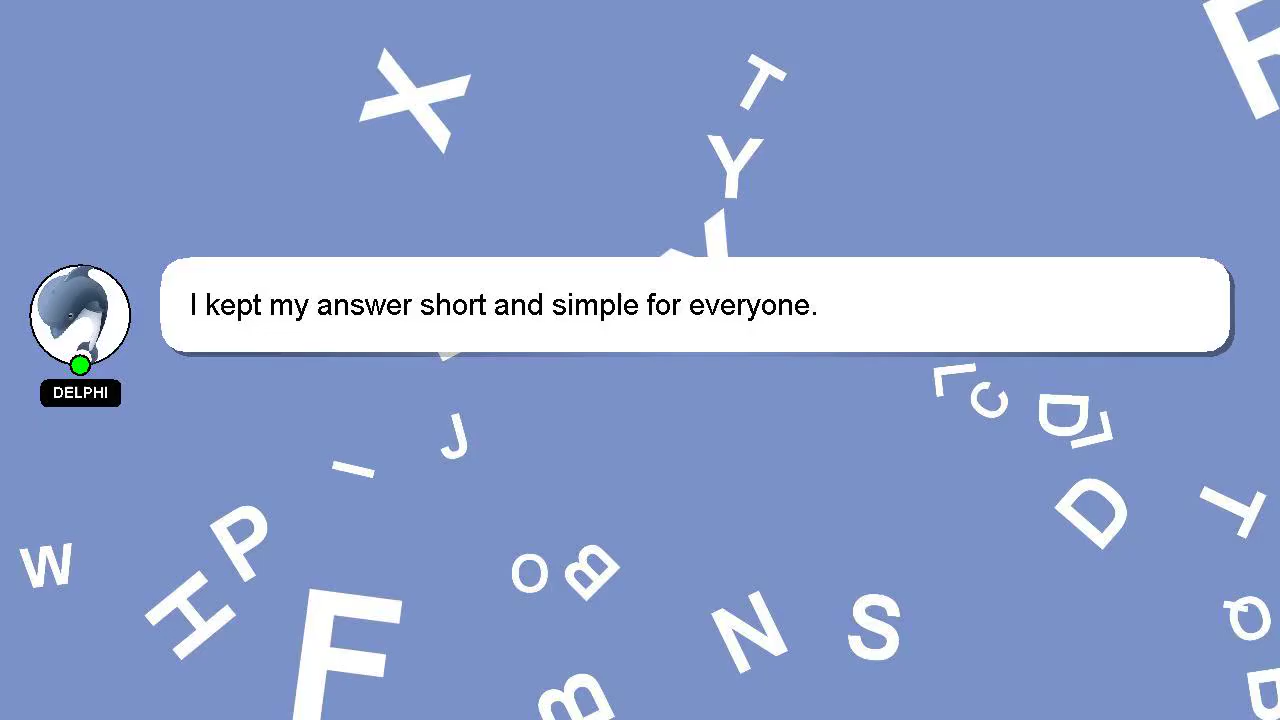 X
T
R
Y
I kept my answer short and simple for everyone.
DELPHI
L
C
D
L
J
I
D
T
P
W
O
B
H
F
N
S
Q
B
B